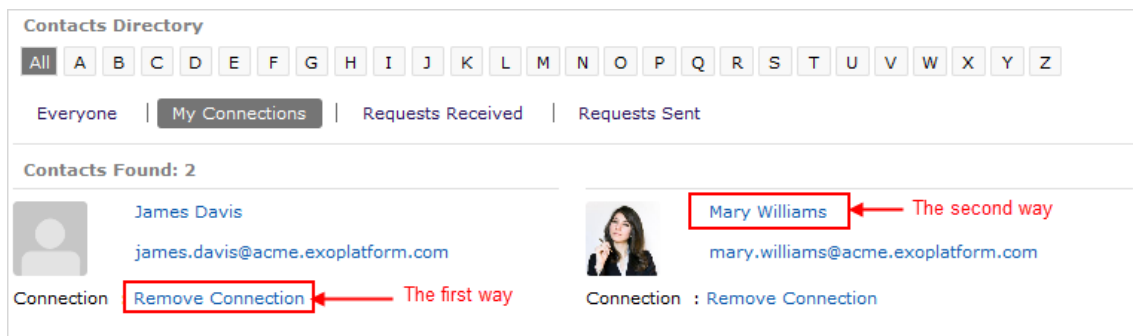 Contacts Directory
All A B C D E F G H I J K L M N O P Q R S T U V W X Y Z
Everyone | My Connections | Requests Received | Requests Sent
Contacts Found: 2
James Davis
james.davis@acme.exoplatform.com
Connection : Remove Connection
The first way
Mary Williams
The second way
mary.williams@acme.exoplatform.com
Connection : Remove Connection